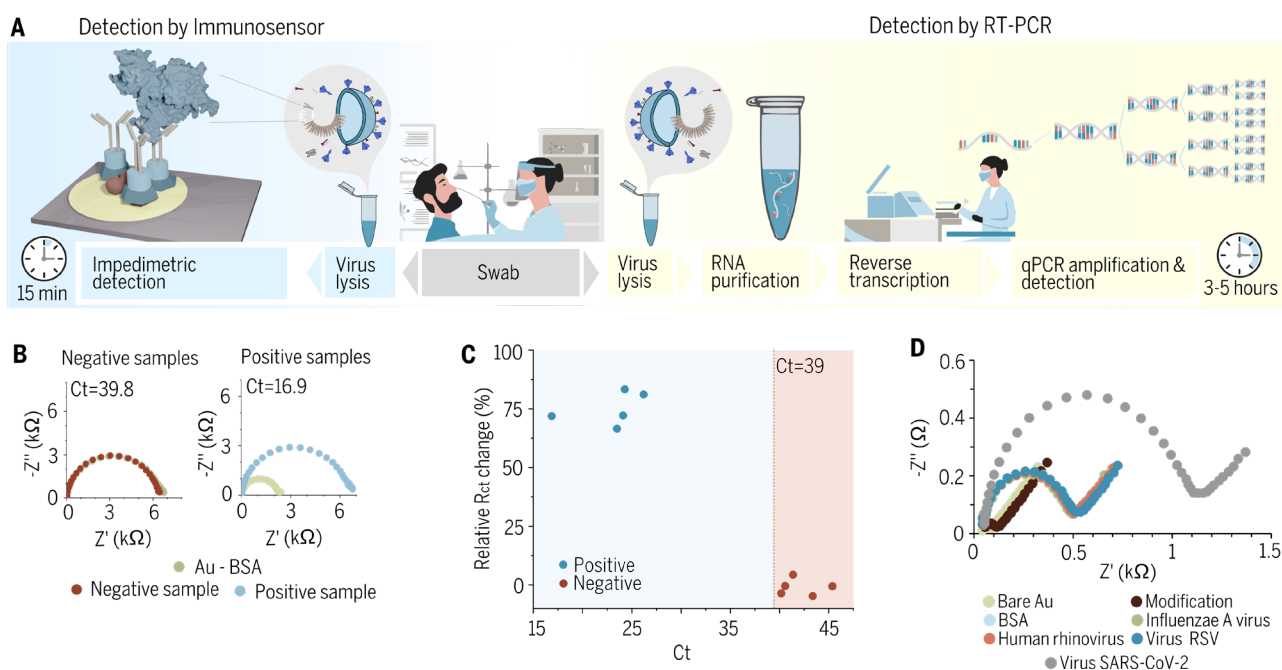 A
Detection by Immunosensor
Detection by RT-PCR
15 min
Impedimetric
detection
Virus
lysis
Swab
Virus
lysis
RNA
purification
Reverse
transcription
qPCR amplification &
detection
3-5 hours
B
Negative samples
Ct=39.8
-Z'' (kΩ)
6
3
0
0
3
6
Z' (kΩ)
Positive samples
Ct=16.9
-Z'' (kΩ)
6
3
0
0
3
6
Z' (kΩ)
Au - BSA
Negative sample
Positive sample
C
Relative Rct change (%)
100
75
50
25
0
Ct=39
Positive
Negative
15
25
35
45
Ct
D
-Z'' (Ω)
0.6
0.4
0.2
0
0
0.5
1
1.5
Z' (kΩ)
Bare Au
Modification
BSA
Influenzae A virus
Human rhinovirus
Virus RSV
Virus SARS-CoV-2